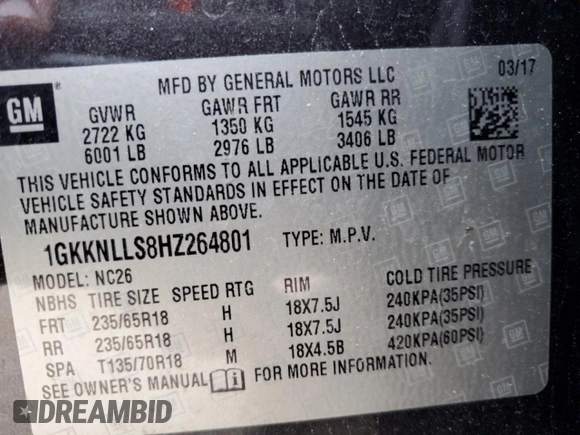 GM
MFD BY GENERAL MOTORS LLC
03/17
GVWR GAWR FRT GAWR RR
2722 KG 1350 KG 1545 KG
6001 LB 2976 LB 3406 LB
THIS VEHICLE CONFORMS TO ALL APPLICABLE U.S. FEDERAL MOTOR
VEHICLE SAFETY STANDARDS IN EFFECT ON THE DATE OF
MANUFACTURE SHOWN ABOVE.
1GKKNLLS8HZ264801 TYPE: M.P.V.
MODEL: NC26
NBHS TIRE SIZE SPEED RTG RIM COLD TIRE PRESSURE
FRT 235/65R18 H 18X7.5J 240KPA(35PSI)
RR 235/65R18 H 18X7.5J 240KPA(35PSI)
SPA T135/70R18 M 18X4.5B 420KPA(60PSI)
SEE OWNER'S MANUAL FOR MORE INFORMATION.
DREAMBID